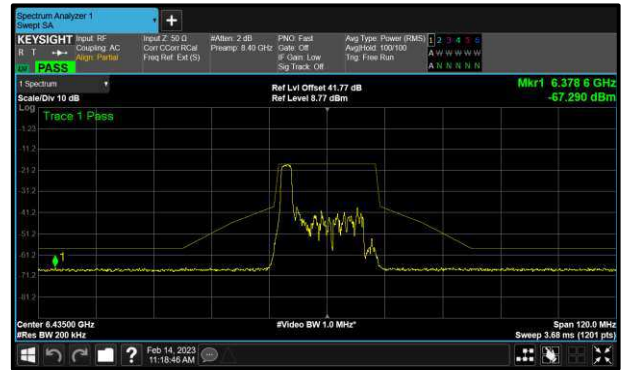 Spectrum Analyzer 1
Swept SA
+
KEYSIGHT Input: RF Input Z: 50 Ω #Atten: 2 dB PNO: Fast Avg Type: Power (RMS) 1 2 3 4 5 6
R T Coupling: AC Corr CCorr RCal Preamp: 8.40 GHz Gate: Off Avg|Hold: 100/100 A W W W W W
Align: Partial Freq Ref: Ext (S) IF Gain: Low Trig: Free Run
PASS Sig Track: Off A N N N N N
1 Spectrum Ref Lvl Offset 41.77 dB Mkr1 6.378 6 GHz
Scale/Div 10 dB Ref Level 8.77 dBm -67.290 dBm
Log
Trace 1 Pass
-1.23
-11.2
-21.2
-31.2
-41.2
-51.2
-61.2
1
-71.2
-81.2
Center 6.43500 GHz #Video BW 1.0 MHz* Span 120.0 MHz
#Res BW 200 kHz Sweep 3.68 ms (1201 pts)
? Feb 14, 2023
11:18:46 AM